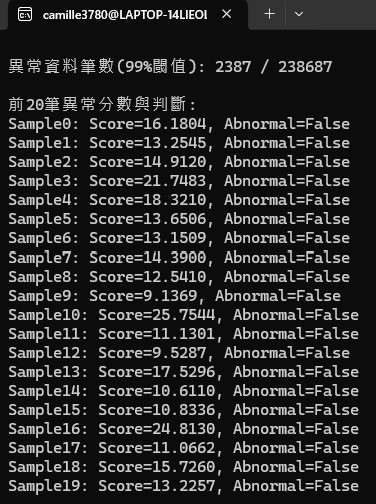 camille3780@LAPTOP-14LIEOL
異常資料筆數(99%閾值): 2387 / 238687
前20筆異常分數與判斷:
Sample0: Score=16.1804, Abnormal=False
Sample1: Score=13.2545, Abnormal=False
Sample2: Score=14.9120, Abnormal=False
Sample3: Score=21.7483, Abnormal=False
Sample4: Score=18.3210, Abnormal=False
Sample5: Score=13.6506, Abnormal=False
Sample6: Score=13.1509, Abnormal=False
Sample7: Score=14.3900, Abnormal=False
Sample8: Score=12.5410, Abnormal=False
Sample9: Score=9.1369, Abnormal=False
Sample10: Score=25.7544, Abnormal=False
Sample11: Score=11.1301, Abnormal=False
Sample12: Score=9.5287, Abnormal=False
Sample13: Score=17.5296, Abnormal=False
Sample14: Score=10.6110, Abnormal=False
Sample15: Score=10.8336, Abnormal=False
Sample16: Score=24.8130, Abnormal=False
Sample17: Score=11.0662, Abnormal=False
Sample18: Score=15.7260, Abnormal=False
Sample19: Score=13.2257, Abnormal=False